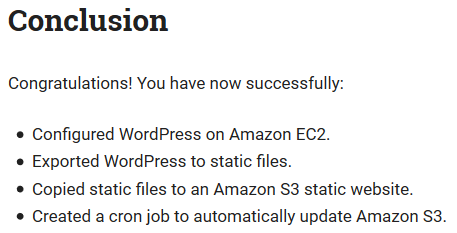 Conclusion
Congratulations! You have now successfully:
• Configured WordPress on Amazon EC2.
• Exported WordPress to static files.
• Copied static files to an Amazon S3 static website.
• Created a cron job to automatically update Amazon S3.